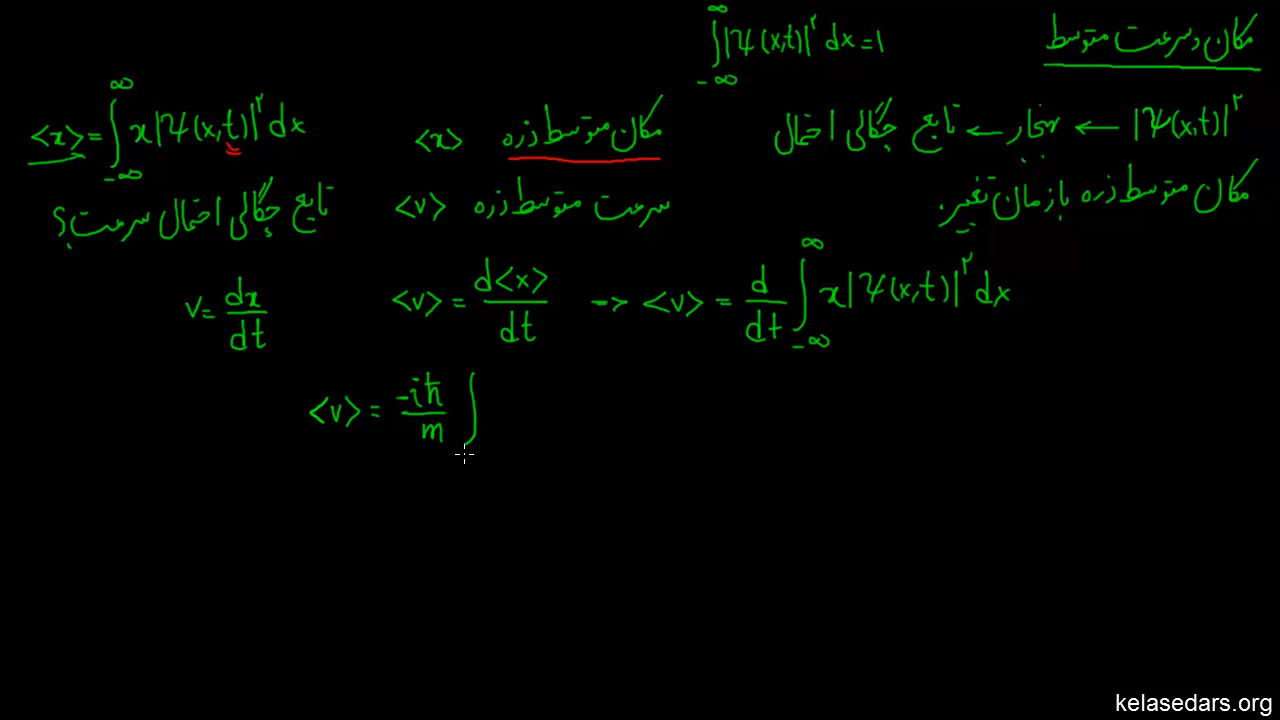 مکان و سرعت متوسط
∫_{-∞}^{∞} |Ψ(x,t)|² dx = 1
|Ψ(x,t)|² ← بهنجار ← تابع چگالی احتمال
مکان متوسط ذره <x>
<x> = ∫_{-∞}^{∞} x |Ψ(x,t)|² dx
مکان متوسط ذره با زمان تغییر.
سرعت متوسط ذره <v>
تابع چگالی احتمال سرعت؟
v = dx/dt
<v> = d<x>/dt → <v> = d/dt ∫_{-∞}^{∞} x |Ψ(x,t)|² dx
<v> = -iħ/m ∫
kelasedars.org